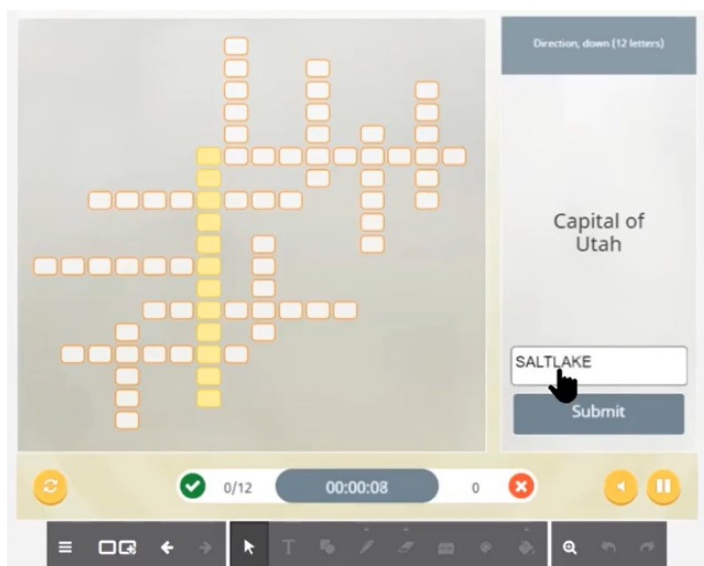 Direction, down (12 letters)
Capital of
Utah
SALTLAKE
Submit
0/12
00:00:08
0
T